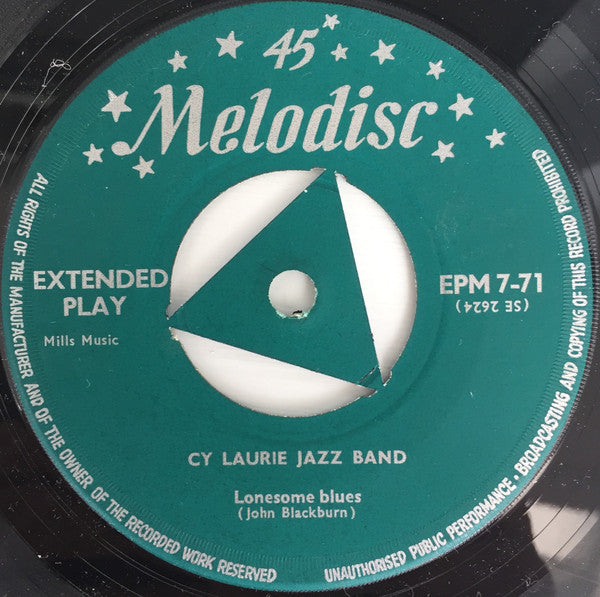 45
Melodisc
EXTENDED
PLAY
EPM 7-71
(SE 2624)
Mills Music
CY LAURIE JAZZ BAND
Lonesome blues
(John Blackburn)
ALL RIGHTS OF THE MANUFACTURER AND OF THE OWNER OF THE RECORDED WORK RESERVED
UNAUTHORISED PUBLIC PERFORMANCE · BROADCASTING AND COPYING OF THIS RECORD PROHIBITED